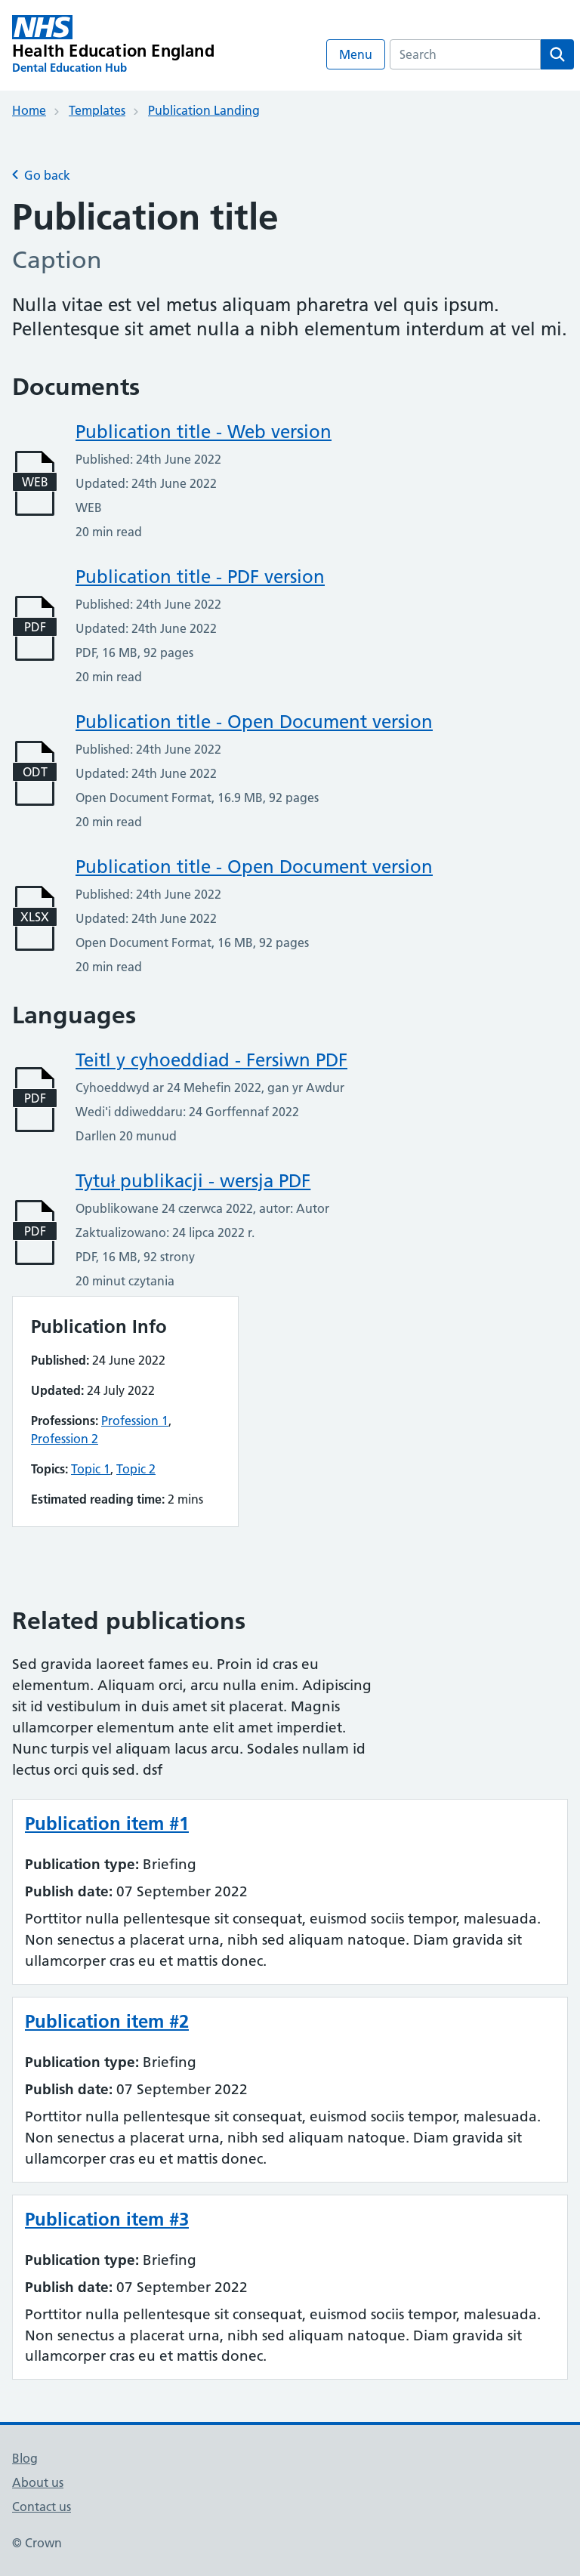 NHS
Health Education England
Dental Education Hub
Menu
Search
Home
Templates
Publication Landing
Go back
Publication title
Caption
Nulla vitae est vel metus aliquam pharetra vel quis ipsum.
Pellentesque sit amet nulla a nibh elementum interdum at vel mi.
Documents
Publication title - Web version
Published: 24th June 2022
WEB
Updated: 24th June 2022
WEB
20 min read
Publication title - PDF version
Published: 24th June 2022
PDF
Updated: 24th June 2022
PDF, 16 MB, 92 pages
20 min read
Publication title - Open Document version
Published: 24th June 2022
ODT
Updated: 24th June 2022
Open Document Format, 16.9 MB, 92 pages
20 min read
Publication title - Open Document version
Published: 24th June 2022
XLSX
Updated: 24th June 2022
Open Document Format, 16 MB, 92 pages
20 min read
Languages
Teitl y cyhoeddiad - Fersiwn PDF
Cyhoeddwyd ar 24 Mehefin 2022, gan yr Awdur
PDF
Wedi'i ddiweddaru: 24 Gorffennaf 2022
Darllen 20 munud
Tytuł publikacji - wersja PDF
Opublikowane 24 czerwca 2022, autor: Autor
PDF
Zaktualizowano: 24 lipca 2022 r.
PDF, 16 MB, 92 strony
20 minut czytania
Publication Info
Published: 24 June 2022
Updated: 24 July 2022
Professions: Profession 1,
Profession 2
Topics: Topic 1, Topic 2
Estimated reading time: 2 mins
Related publications
Sed gravida laoreet fames eu. Proin id cras eu
elementum. Aliquam orci, arcu nulla enim. Adipiscing
sit id vestibulum in duis amet sit placerat. Magnis
ullamcorper elementum ante elit amet imperdiet.
Nunc turpis vel aliquam lacus arcu. Sodales nullam id
lectus orci quis sed. dsf
Publication item #1
Publication type: Briefing
Publish date: 07 September 2022
Porttitor nulla pellentesque sit consequat, euismod sociis tempor, malesuada.
Non senectus a placerat urna, nibh sed aliquam natoque. Diam gravida sit
ullamcorper cras eu et mattis donec.
Publication item #2
Publication type: Briefing
Publish date: 07 September 2022
Porttitor nulla pellentesque sit consequat, euismod sociis tempor, malesuada.
Non senectus a placerat urna, nibh sed aliquam natoque. Diam gravida sit
ullamcorper cras eu et mattis donec.
Publication item #3
Publication type: Briefing
Publish date: 07 September 2022
Porttitor nulla pellentesque sit consequat, euismod sociis tempor, malesuada.
Non senectus a placerat urna, nibh sed aliquam natoque. Diam gravida sit
ullamcorper cras eu et mattis donec.
Blog
About us
Contact us
© Crown